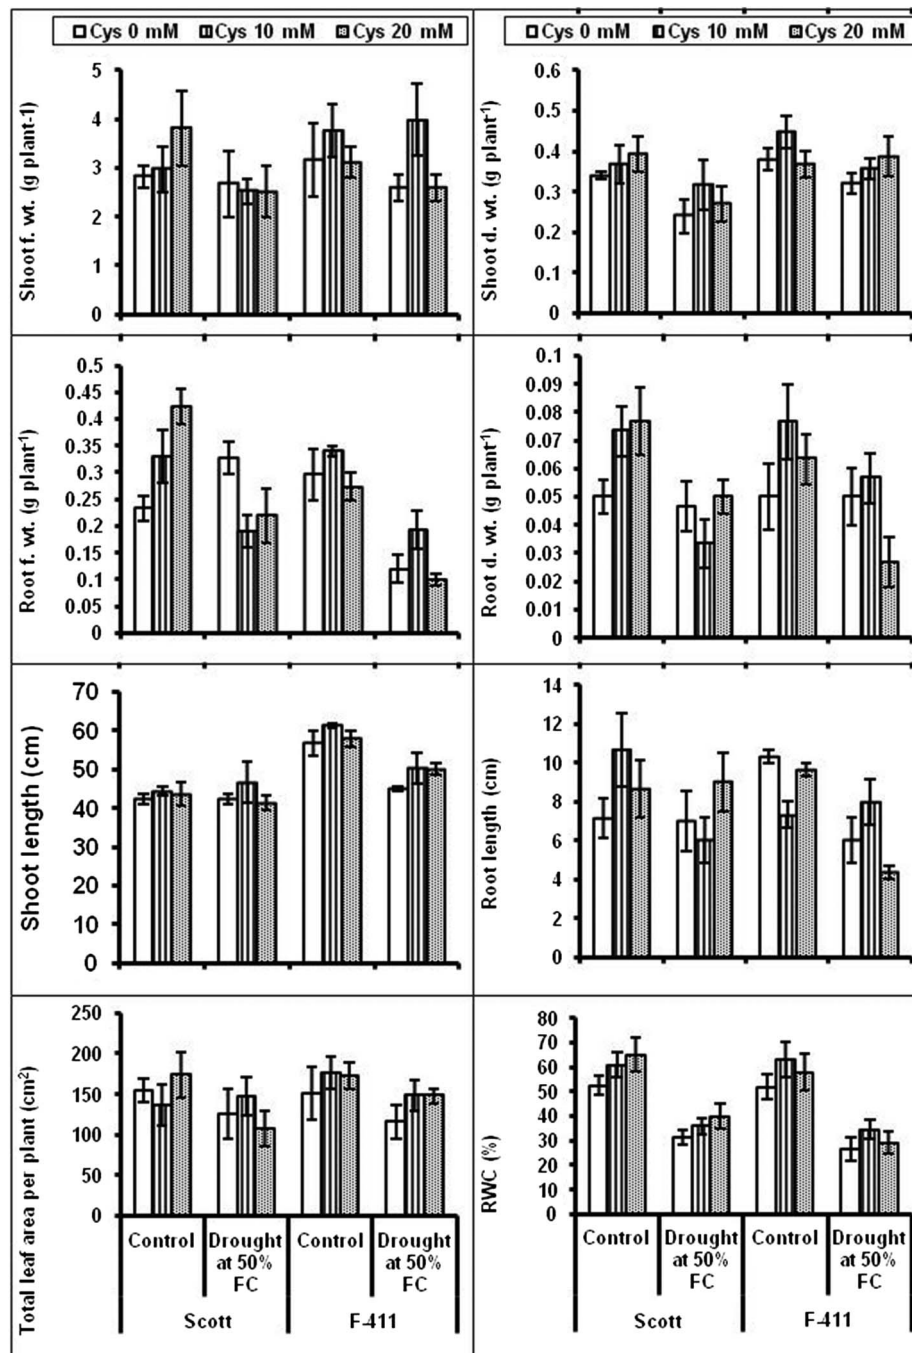 Cys 0 mM Cys 10 mM Cys 20 mM
Shoot f. wt. (g plant-1)
5
4
3
2
1
0
Cys 0 mM Cys 10 mM Cys 20 mM
Shoot d. wt. (g plant-1)
0.6
0.5
0.4
0.3
0.2
0.1
0
Root f. wt. (g plant-1)
0.5
0.45
0.4
0.35
0.3
0.25
0.2
0.15
0.1
0.05
0
Root d. wt. (g plant-1)
0.1
0.09
0.08
0.07
0.06
0.05
0.04
0.03
0.02
0.01
0
Shoot length (cm)
70
60
50
40
30
20
10
0
Root length (cm)
14
12
10
8
6
4
2
0
Total leaf area per plant (cm2)
250
200
150
100
50
0
Control
Drought
at 50%
FC
Control
Drought
at 50%
FC
Scott
F-411
RWC (%)
80
70
60
50
40
30
20
10
0
Control
Drought
at 50%
FC
Control
Drought
at 50%
FC
Scott
F-411